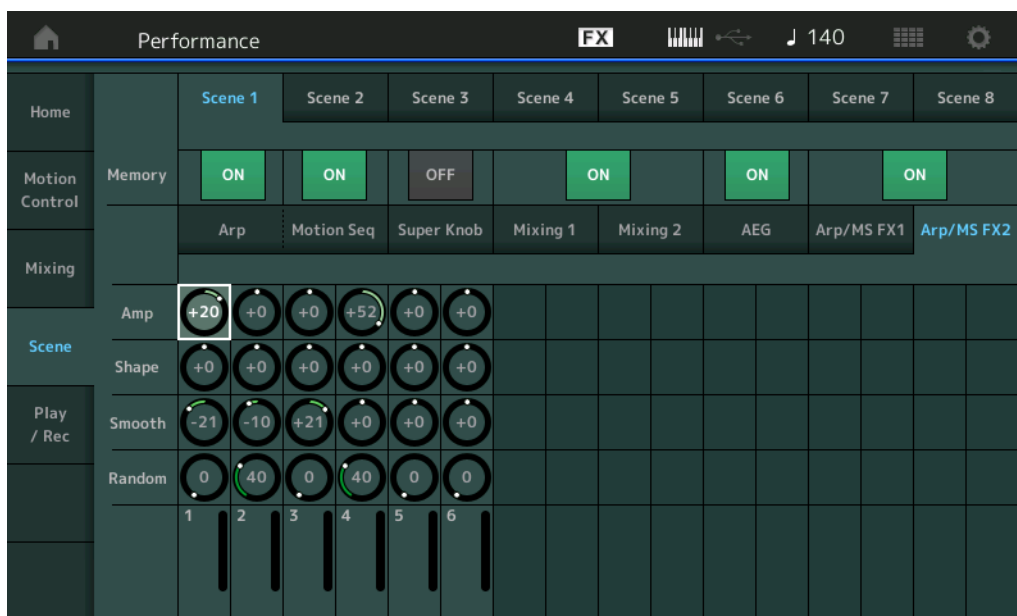 Performance FX 140
Scene 1 Scene 2 Scene 3 Scene 4 Scene 5 Scene 6 Scene 7 Scene 8
Home
Memory ON ON OFF ON ON ON
Motion
Control
Arp Motion Seq Super Knob Mixing 1 Mixing 2 AEG Arp/MS FX1 Arp/MS FX2
Mixing
Amp +20 +0 +0 +52 +0 +0
Scene
Shape +0 +0 +0 +0 +0 +0
Play
/ Rec
Smooth -21 -10 +21 +0 +0 +0
Random 0 40 0 40 0 0
1 2 3 4 5 6